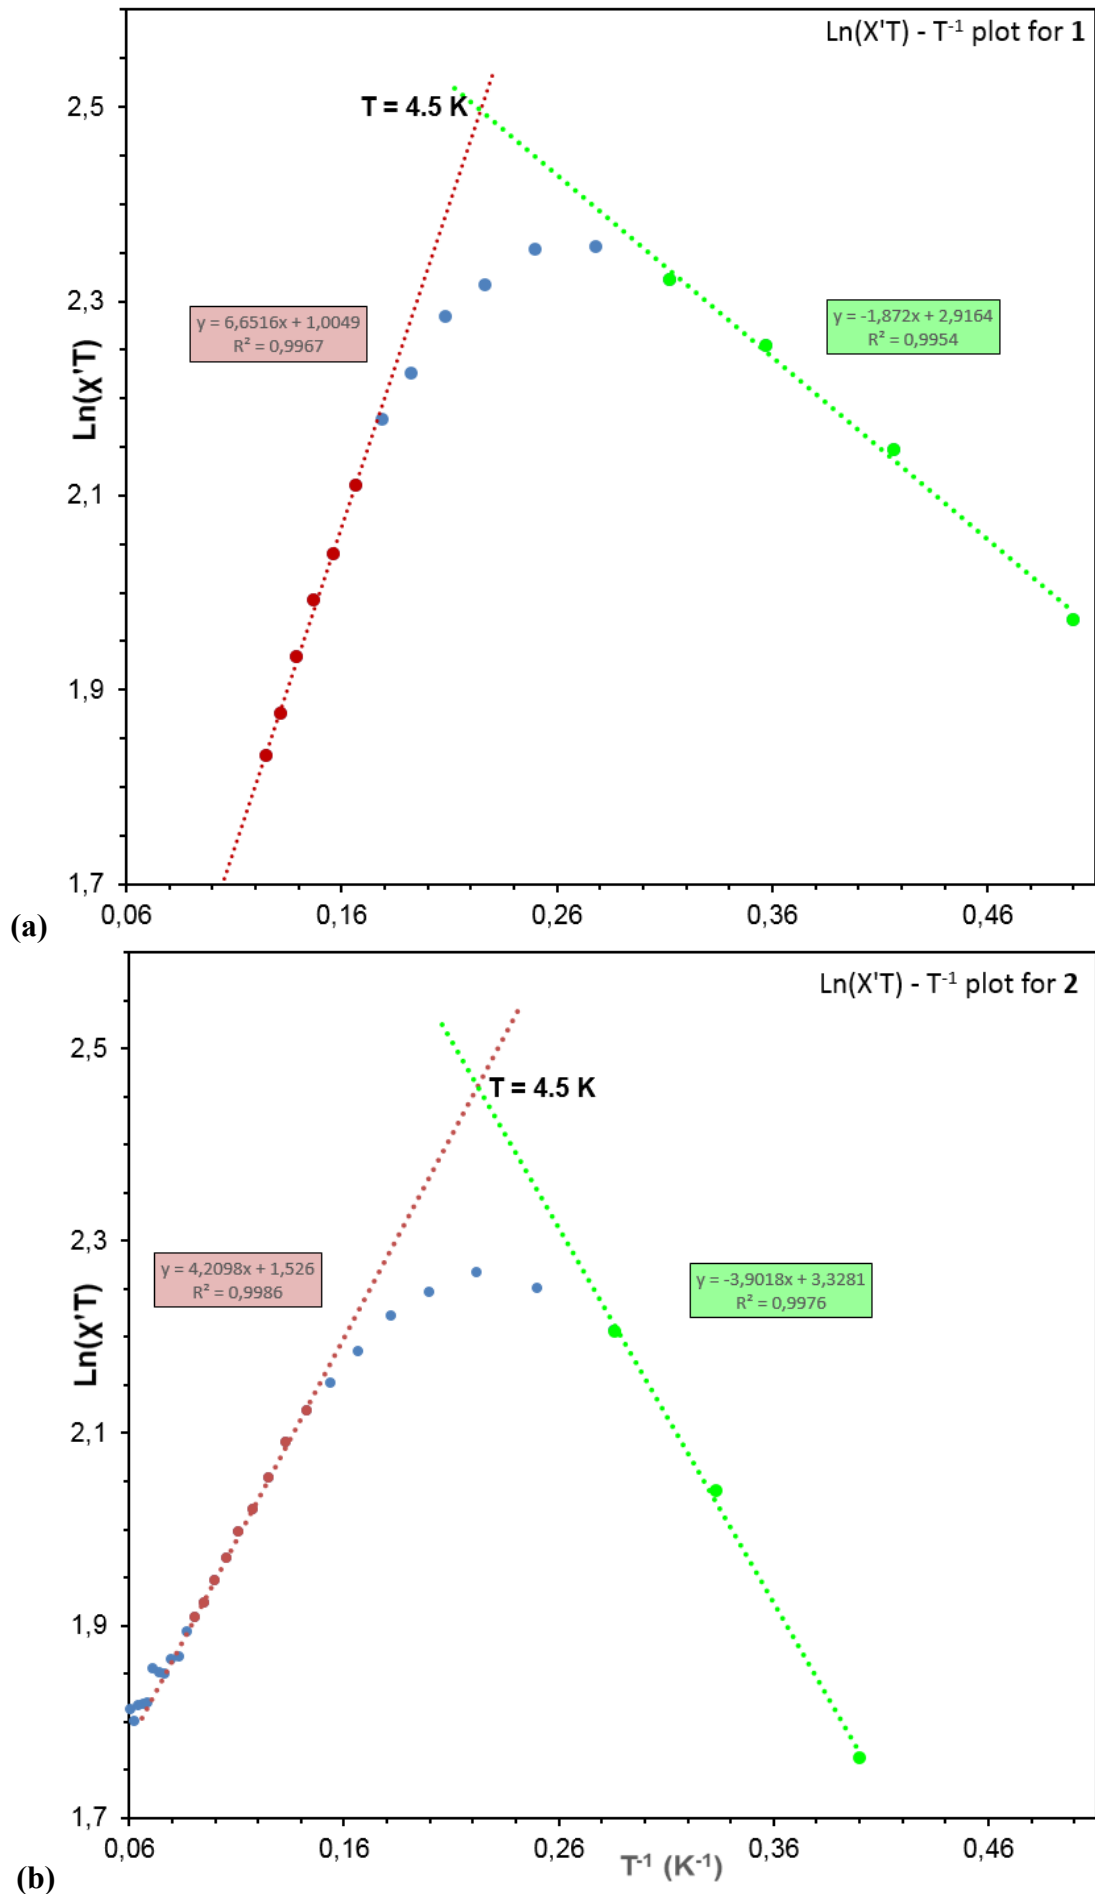 Ln(X'T) - T⁻¹ plot for 1
2,5
T = 4.5 K
2,3
y = 6,6516x + 1,0049
R² = 0,9967
y = -1,872x + 2,9164
R² = 0,9954
Ln(χ'T)
2,1
1,9
1,7
0,06 0,16 0,26 0,36 0,46
(a)
Ln(X'T) - T⁻¹ plot for 2
2,5
T = 4.5 K
2,3
y = 4,2098x + 1,526
R² = 0,9986
y = -3,9018x + 3,3281
R² = 0,9976
Ln(χ'T)
2,1
1,9
1,7
0,06 0,16 0,26 0,36 0,46
T⁻¹ (K⁻¹)
(b)